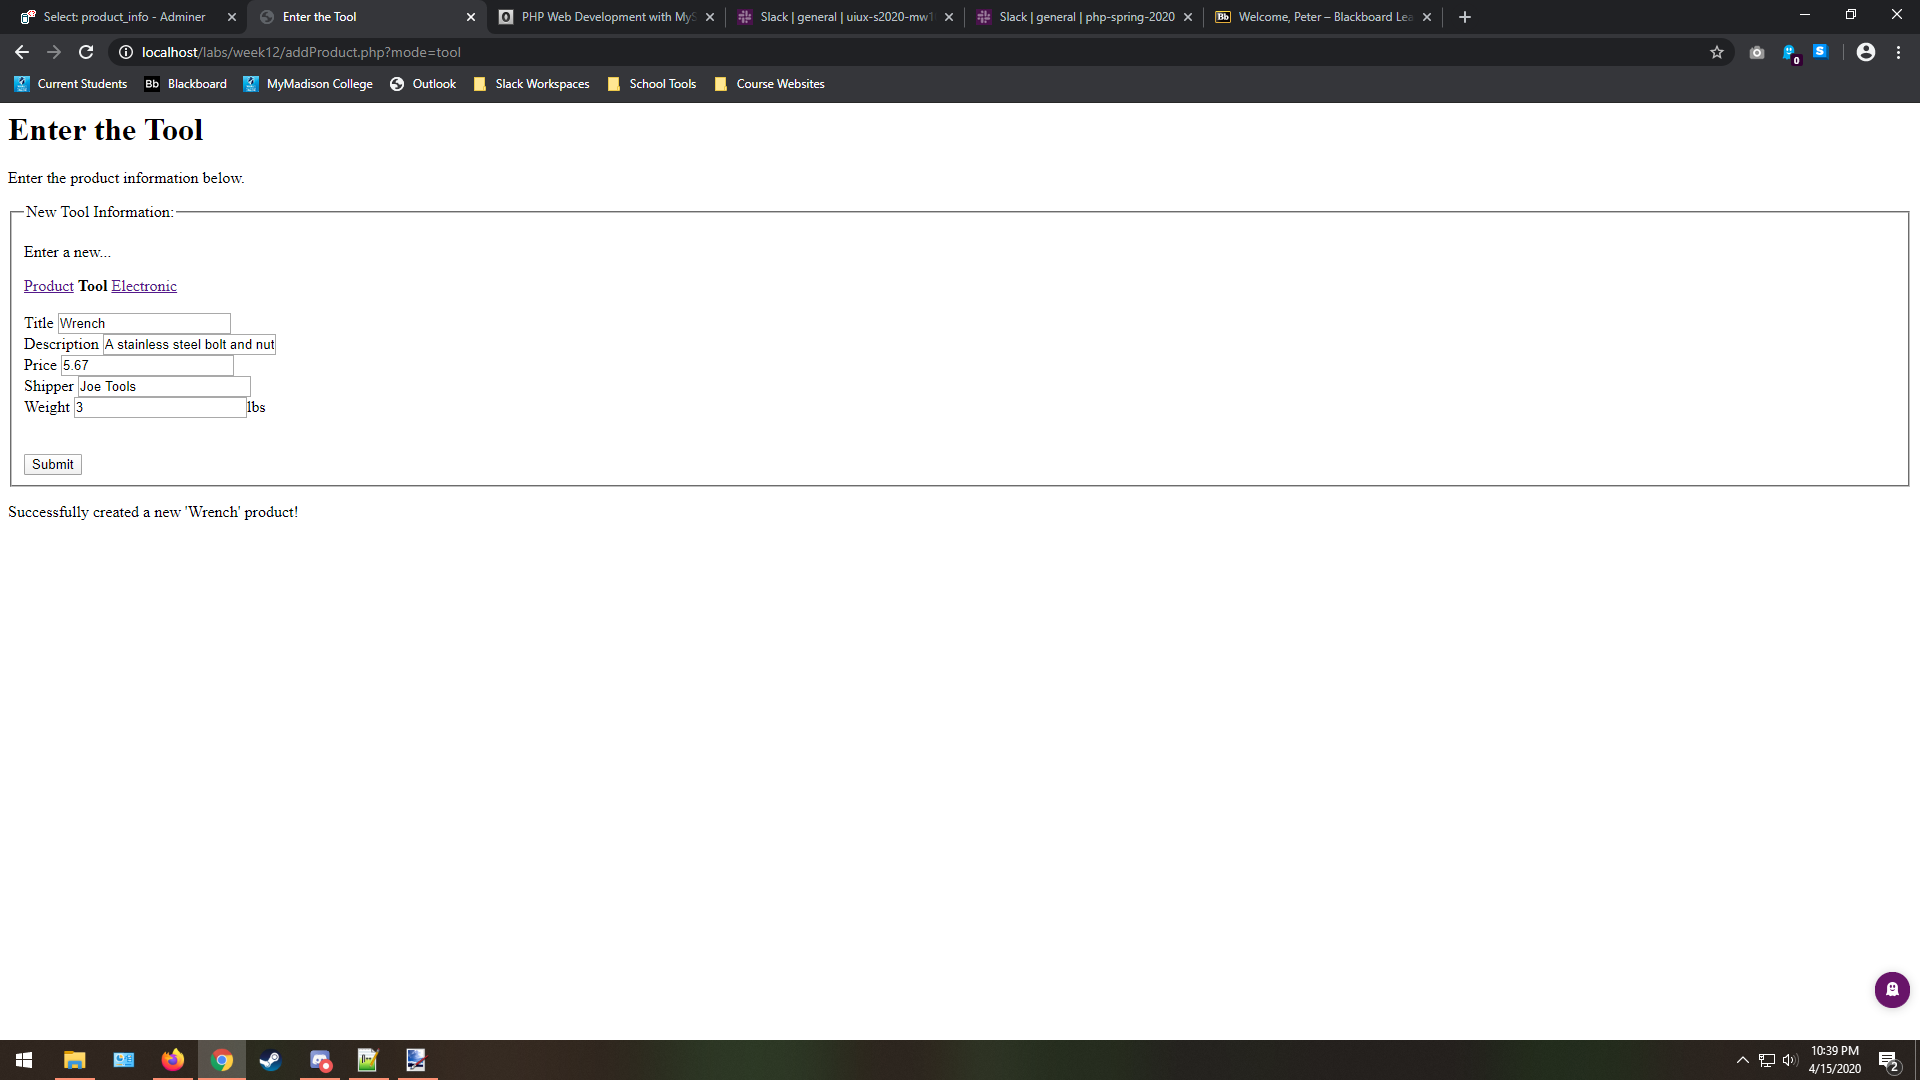 Select: product_info - Adminer
Enter the Tool
PHP Web Development with MyS
Slack | general | uiux-s2020-mw1
Slack | general | php-spring-2020
Bb Welcome, Peter – Blackboard Lea
localhost/labs/week12/addProduct.php?mode=tool
0
S
Current Students
Bb Blackboard
MyMadison College
Outlook
Slack Workspaces
School Tools
Course Websites
Enter the Tool
Enter the product information below.
New Tool Information:
Enter a new...
Product Tool Electronic
Title Wrench
Description A stainless steel bolt and nut
Price 5.67
Shipper Joe Tools
Weight 3 lbs
Submit
Successfully created a new 'Wrench' product!
10:39 PM
4/15/2020
2